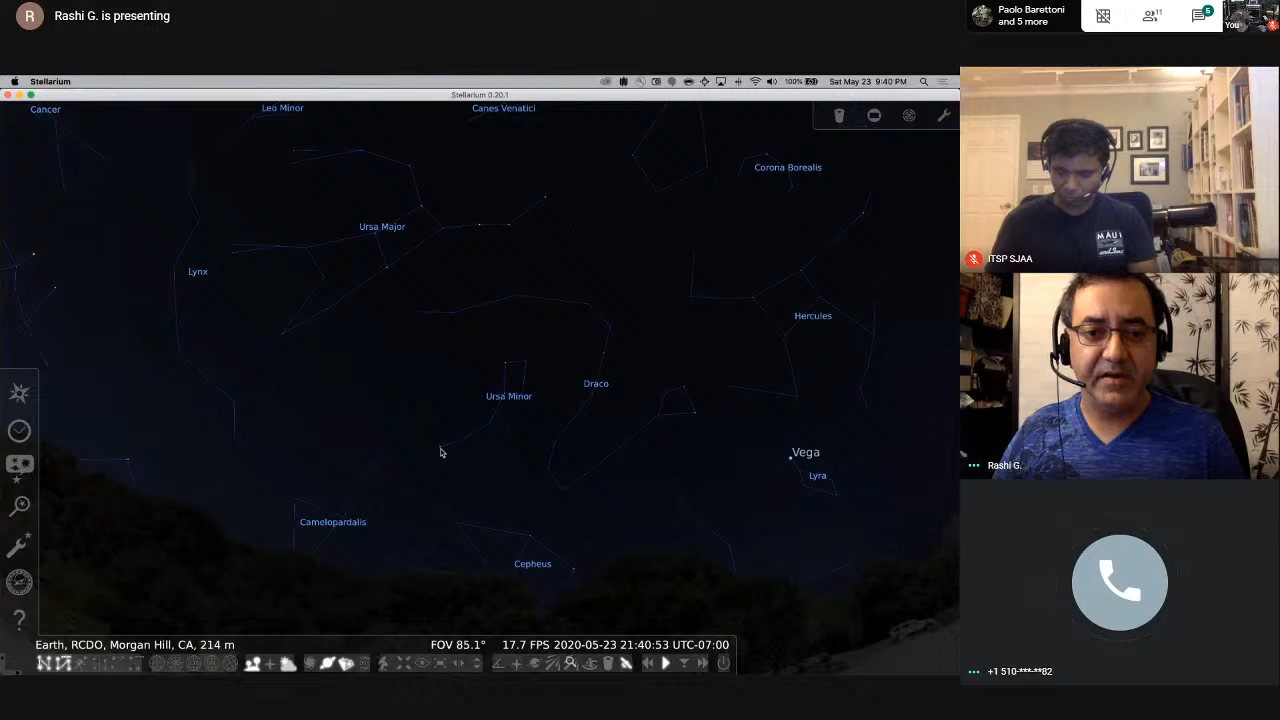 R
Rashi G. is presenting
Paolo Barettoni
and 5 more
11
5
You
Stellarium
100%
Sat May 23 9:40 PM
Stellarium 0.20.1
Cancer
Leo Minor
Canes Venatici
Corona Borealis
Ursa Major
Lynx
Hercules
Draco
Ursa Minor
Vega
Lyra
Camelopardalis
Cepheus
Earth, RCDO, Morgan Hill, CA, 214 m
FOV 85.1°
17.7 FPS
2020-05-23 21:40:53 UTC-07:00
MAUI
ITSP SJAA
Rashi G.
+1 510-***-**82